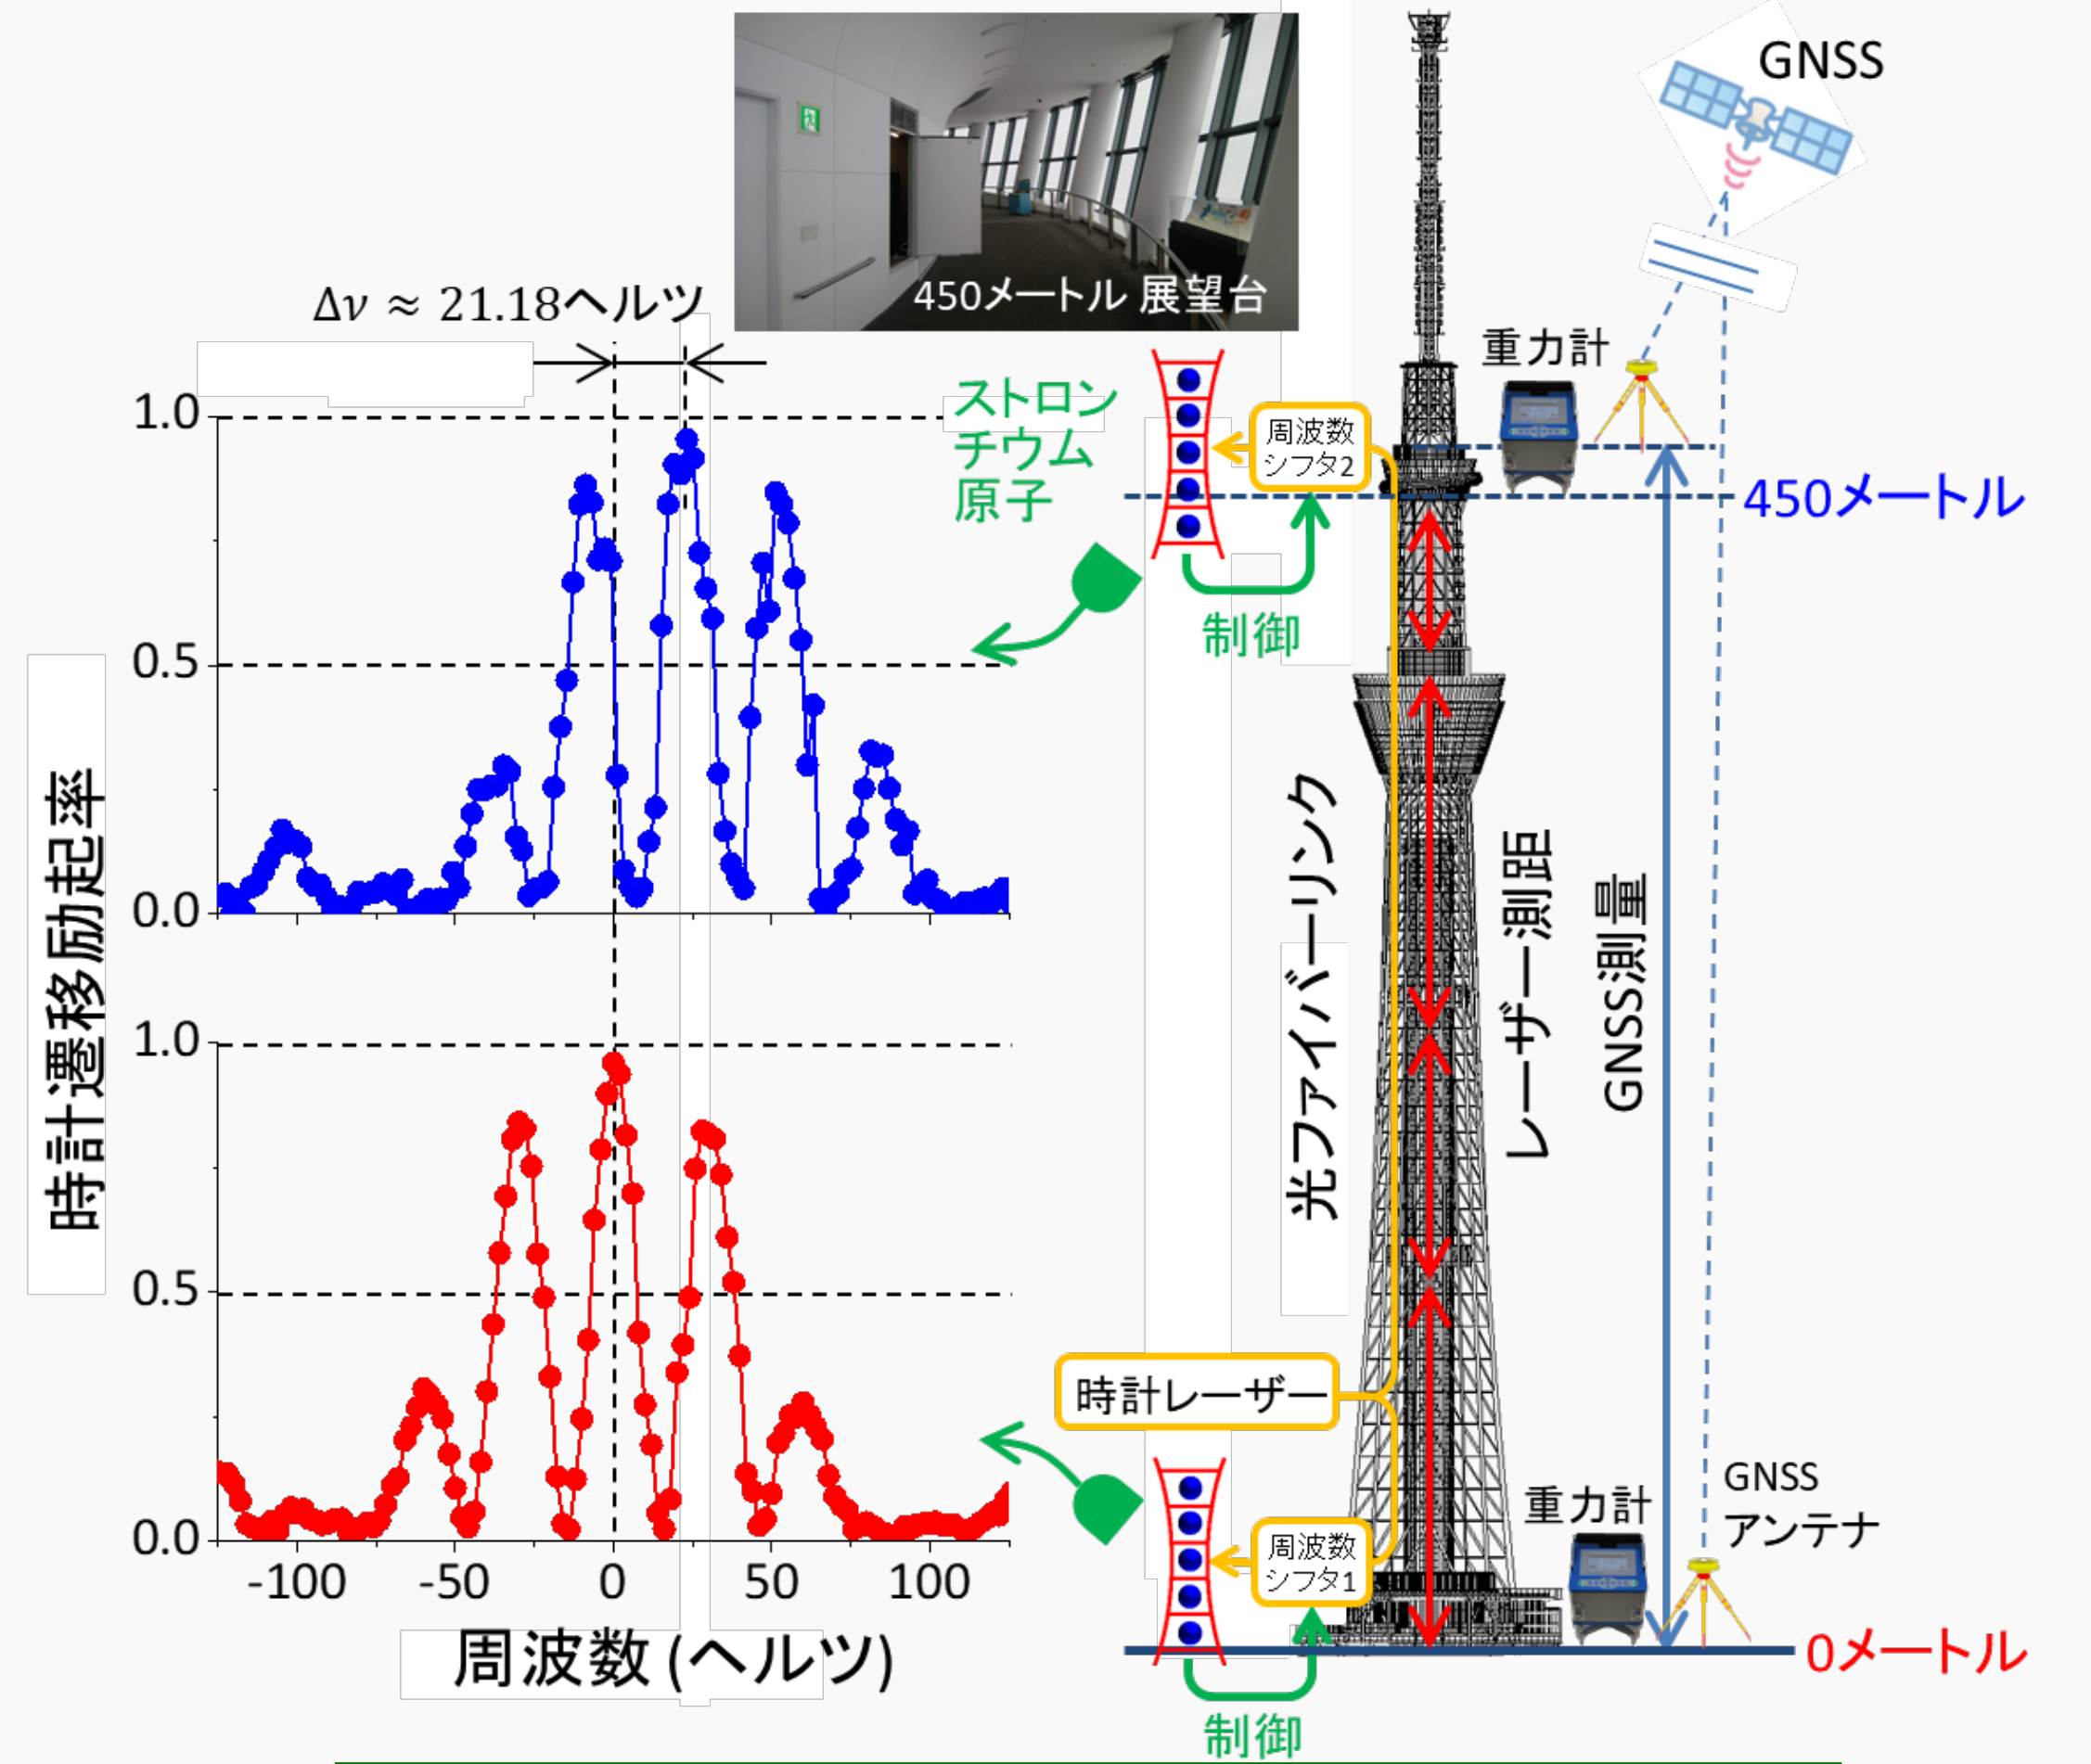 GNSS
450メートル 展望台
Δν ≈ 21.18ヘルツ
重力計
ストロン
チウム
原子
周波数
シフタ2
450メートル
制御
1.0
0.5
0.0
時計遷移励起率
1.0
0.5
0.0
-100
-50
0
50
100
周波数 (ヘルツ)
光ファイバーリンク
レーザー測距
GNSS測量
時計レーザー
周波数
シフタ1
重力計
GNSS
アンテナ
0メートル
制御